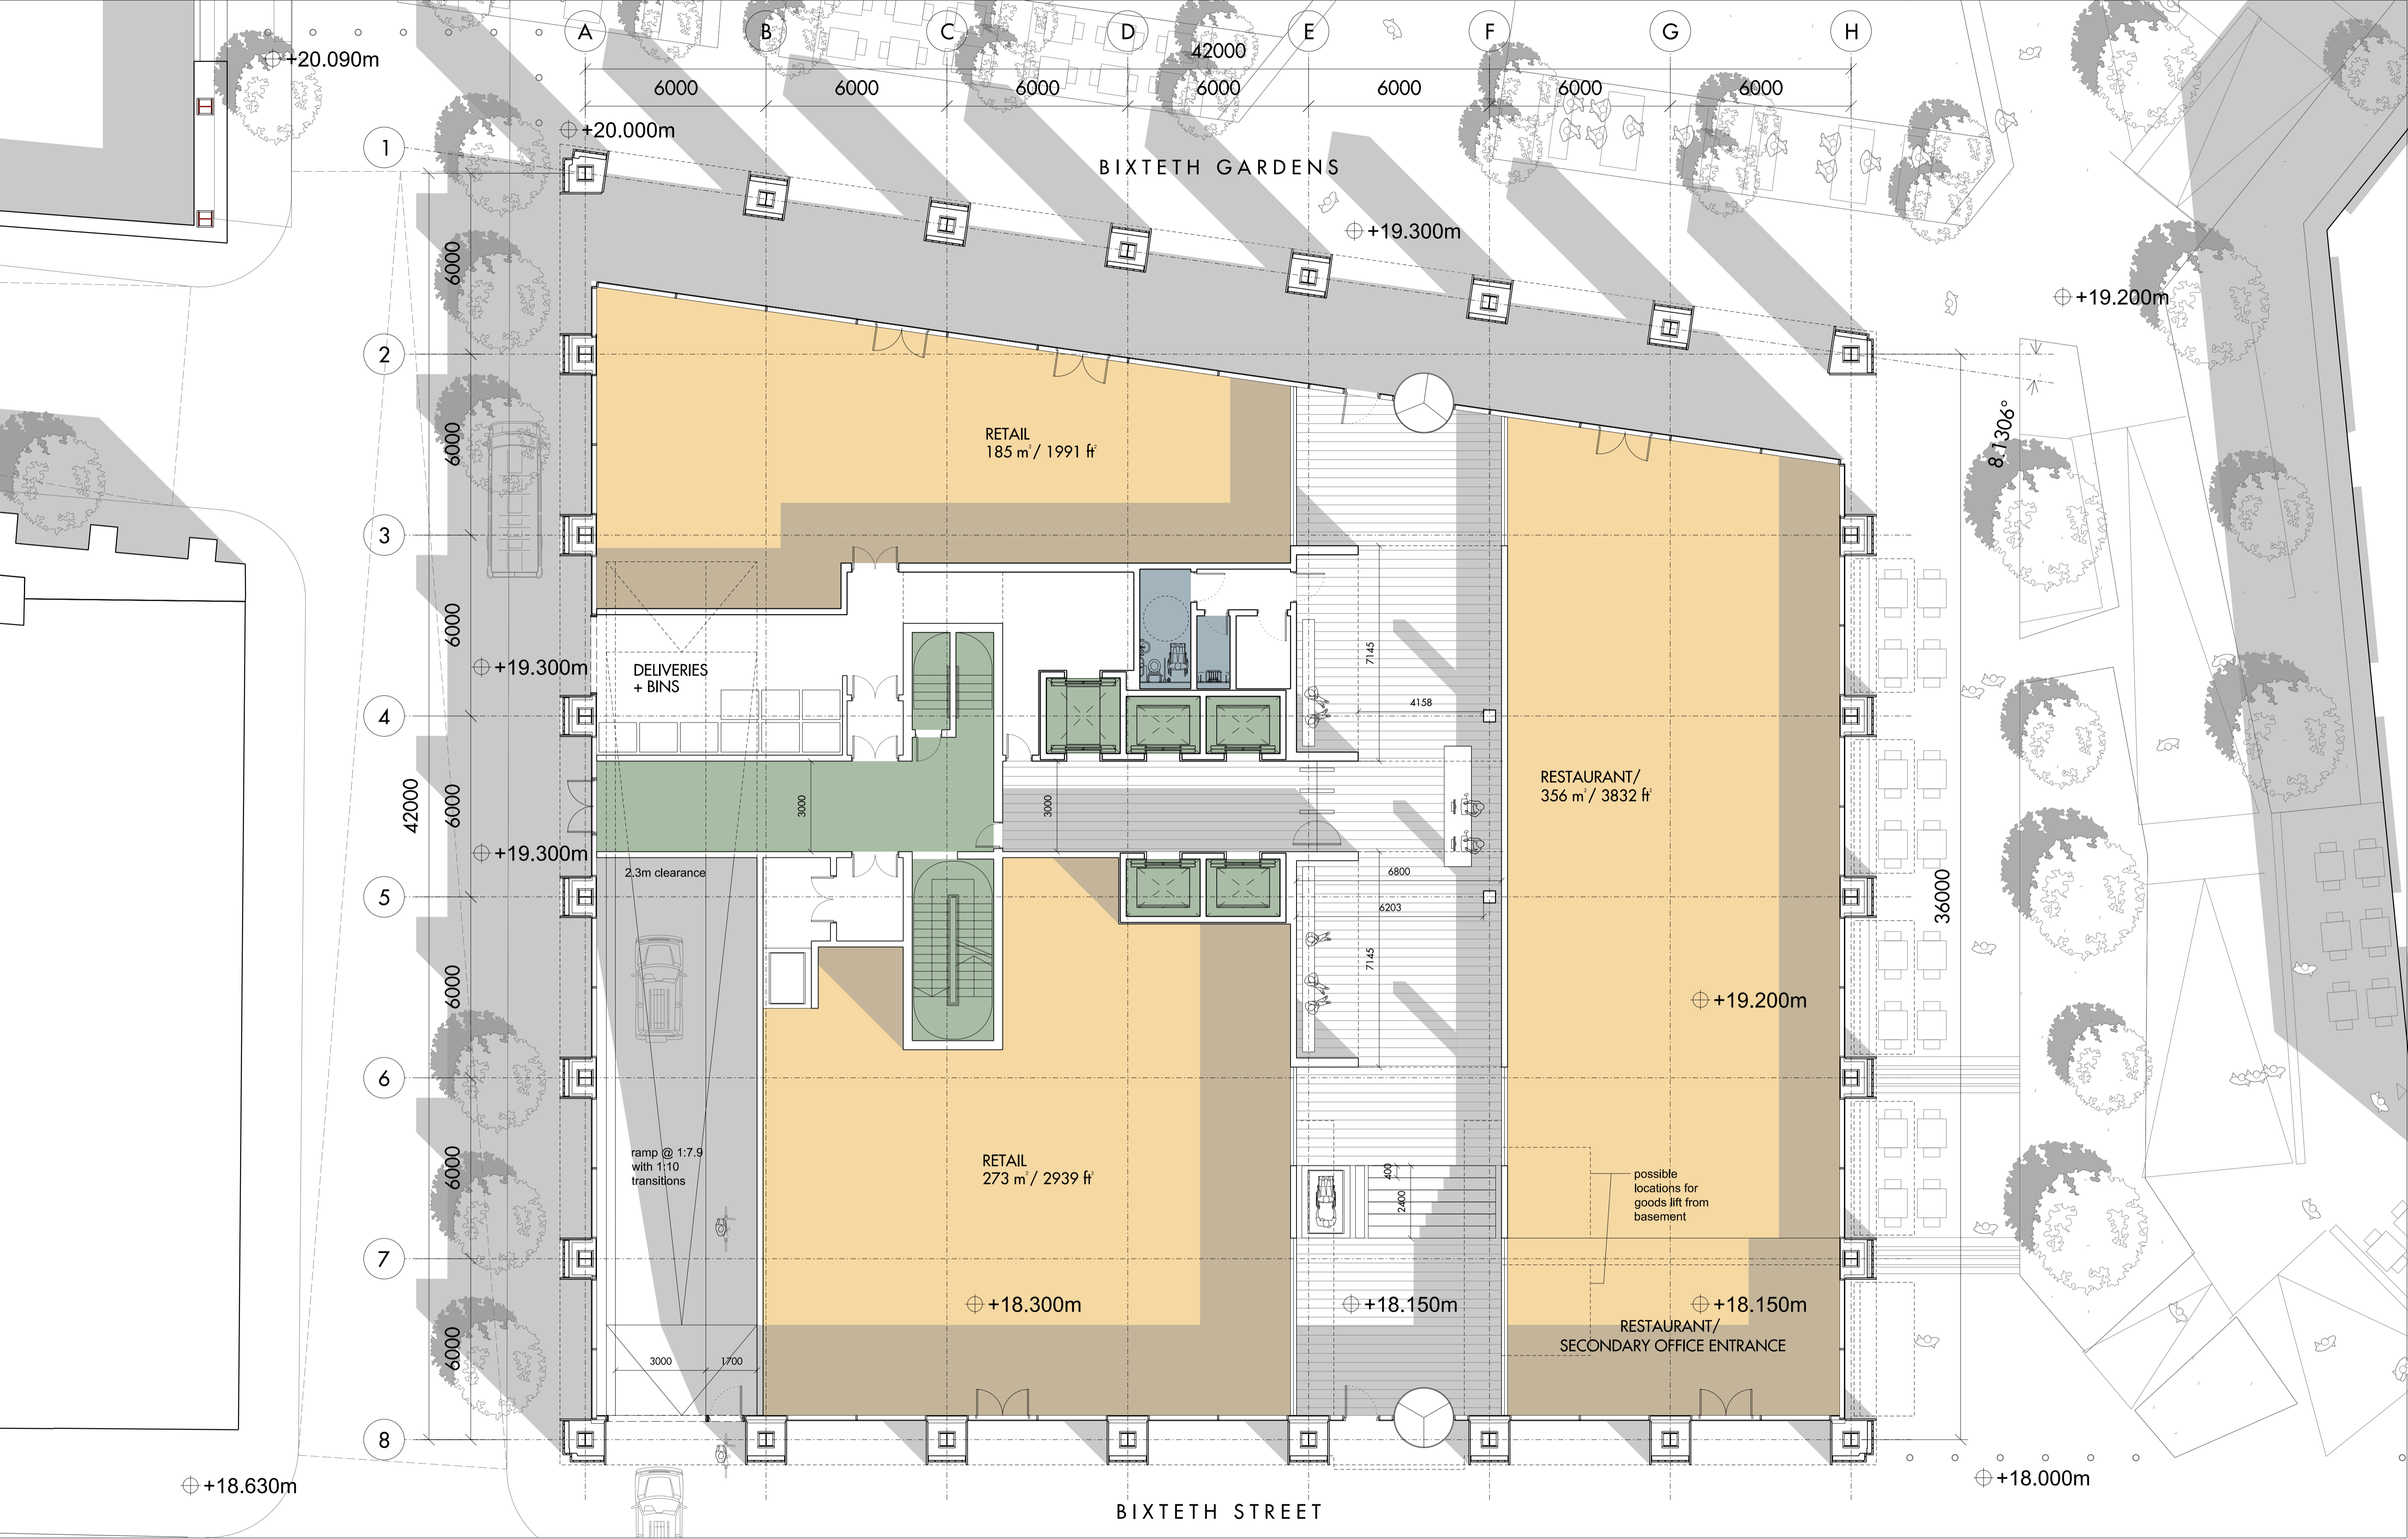 A B C D E F G H
42000
6000 6000 6000 6000 6000 6000 6000
+20.090m
+20.000m
1
BIXTETH GARDENS
+19.300m
+19.200m
6000
2
6000
8.1306°
RETAIL
185 m²/ 1991 ft²
3
6000
7145
+19.300m
DELIVERIES
+ BINS
4
4158
RESTAURANT/
356 m²/ 3832 ft²
42000
6000
3000
3000
+19.300m
2.3m clearance
6800
5
6203
36000
7145
6000
+19.200m
6
ramp @ 1:7.9
with 1:10
transitions
6000
RETAIL
273 m²/ 2939 ft²
400
2400
possible
locations for
goods lift from
basement
7
+18.300m
+18.150m
+18.150m
RESTAURANT/
SECONDARY OFFICE ENTRANCE
6000
3000
1700
8
+18.630m
+18.000m
BIXTETH STREET